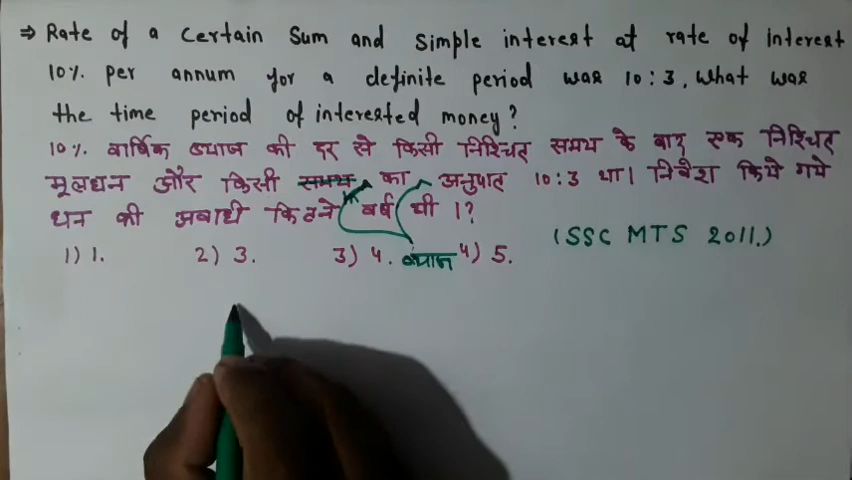 ⇒ Rate of a certain Sum and simple interest at rate of interest
10%. per annum for a definite period was 10:3. What was
the time period of interested money?
10%. वार्षिक ब्याज की दर से किसी निश्चित समय के बाद एक निश्चित
मूलधन और किसी समय का अनुपात 10:3 था। निवेश किये गये
धन की अवाधी कितने वर्ष थी ।?
1) 1. 2) 3. 3) 4. ब्याज 4) 5. (SSC MTS 2011.)